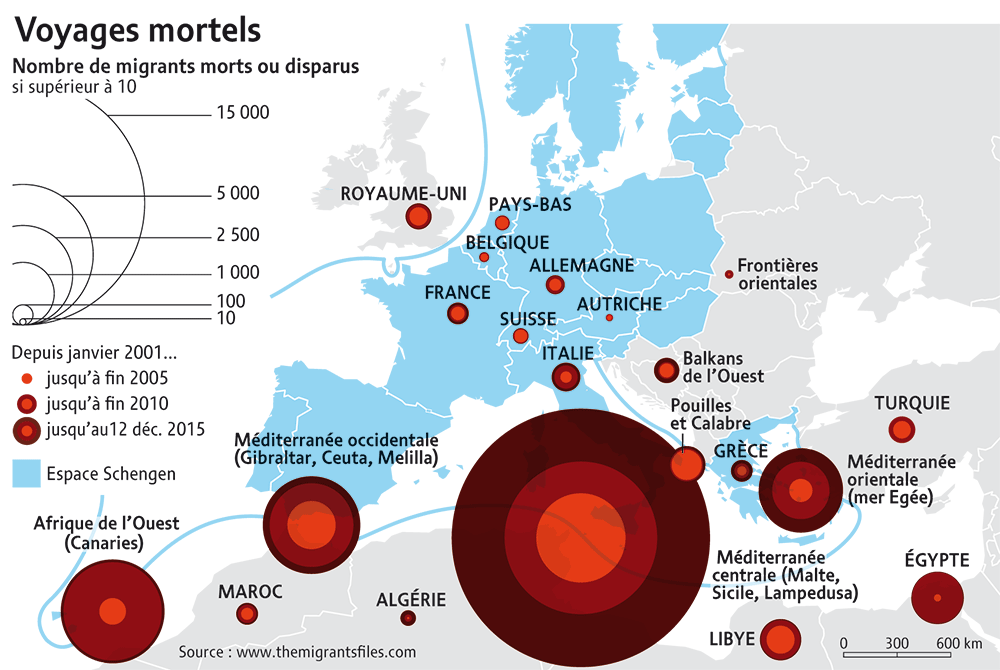 Voyages mortels
Nombre de migrants morts ou disparus
si supérieur à 10
15 000
5 000
2 500
1 000
100
10
Depuis janvier 2001...
jusqu'à fin 2005
jusqu'à fin 2010
jusqu'au12 déc. 2015
Espace Schengen
ROYAUME-UNI
PAYS-BAS
BELGIQUE
ALLEMAGNE
FRANCE
AUTRICHE
SUISSE
ITALIE
Frontières
orientales
Balkans
de l'Ouest
Pouilles
et Calabre
TURQUIE
GRÈCE
Méditerranée
orientale
(mer Egée)
Méditerranée occidentale
(Gibraltar, Ceuta, Melilla)
Afrique de l'Ouest
(Canaries)
Méditerranée
centrale (Malte,
Sicile, Lampedusa)
ÉGYPTE
MAROC
ALGÉRIE
LIBYE
Source : www.themigrantsfiles.com
0 300 600 km